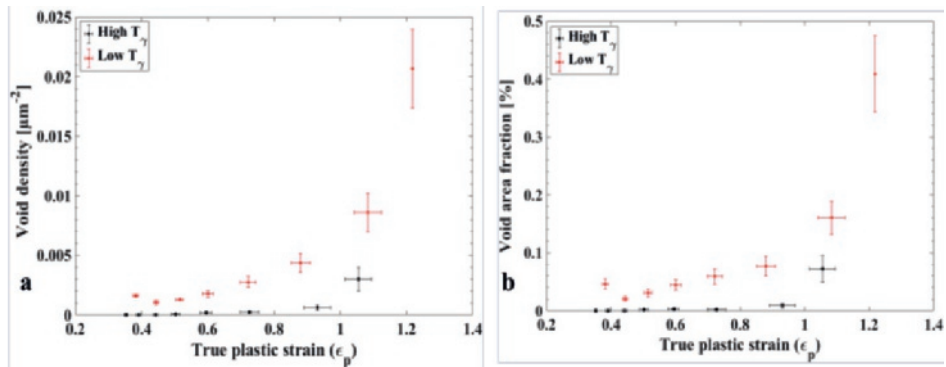 High Tγ
Low Tγ
Void density [μm⁻²]
0.025
0.02
0.015
0.01
0.005
0
0.2 0.4 0.6 0.8 1 1.2 1.4
True plastic strain (ϵp)
a
High Tγ
Low Tγ
Void area fraction [%]
0.5
0.4
0.3
0.2
0.1
0
0.2 0.4 0.6 0.8 1 1.2 1.4
True plastic strain (ϵp)
b